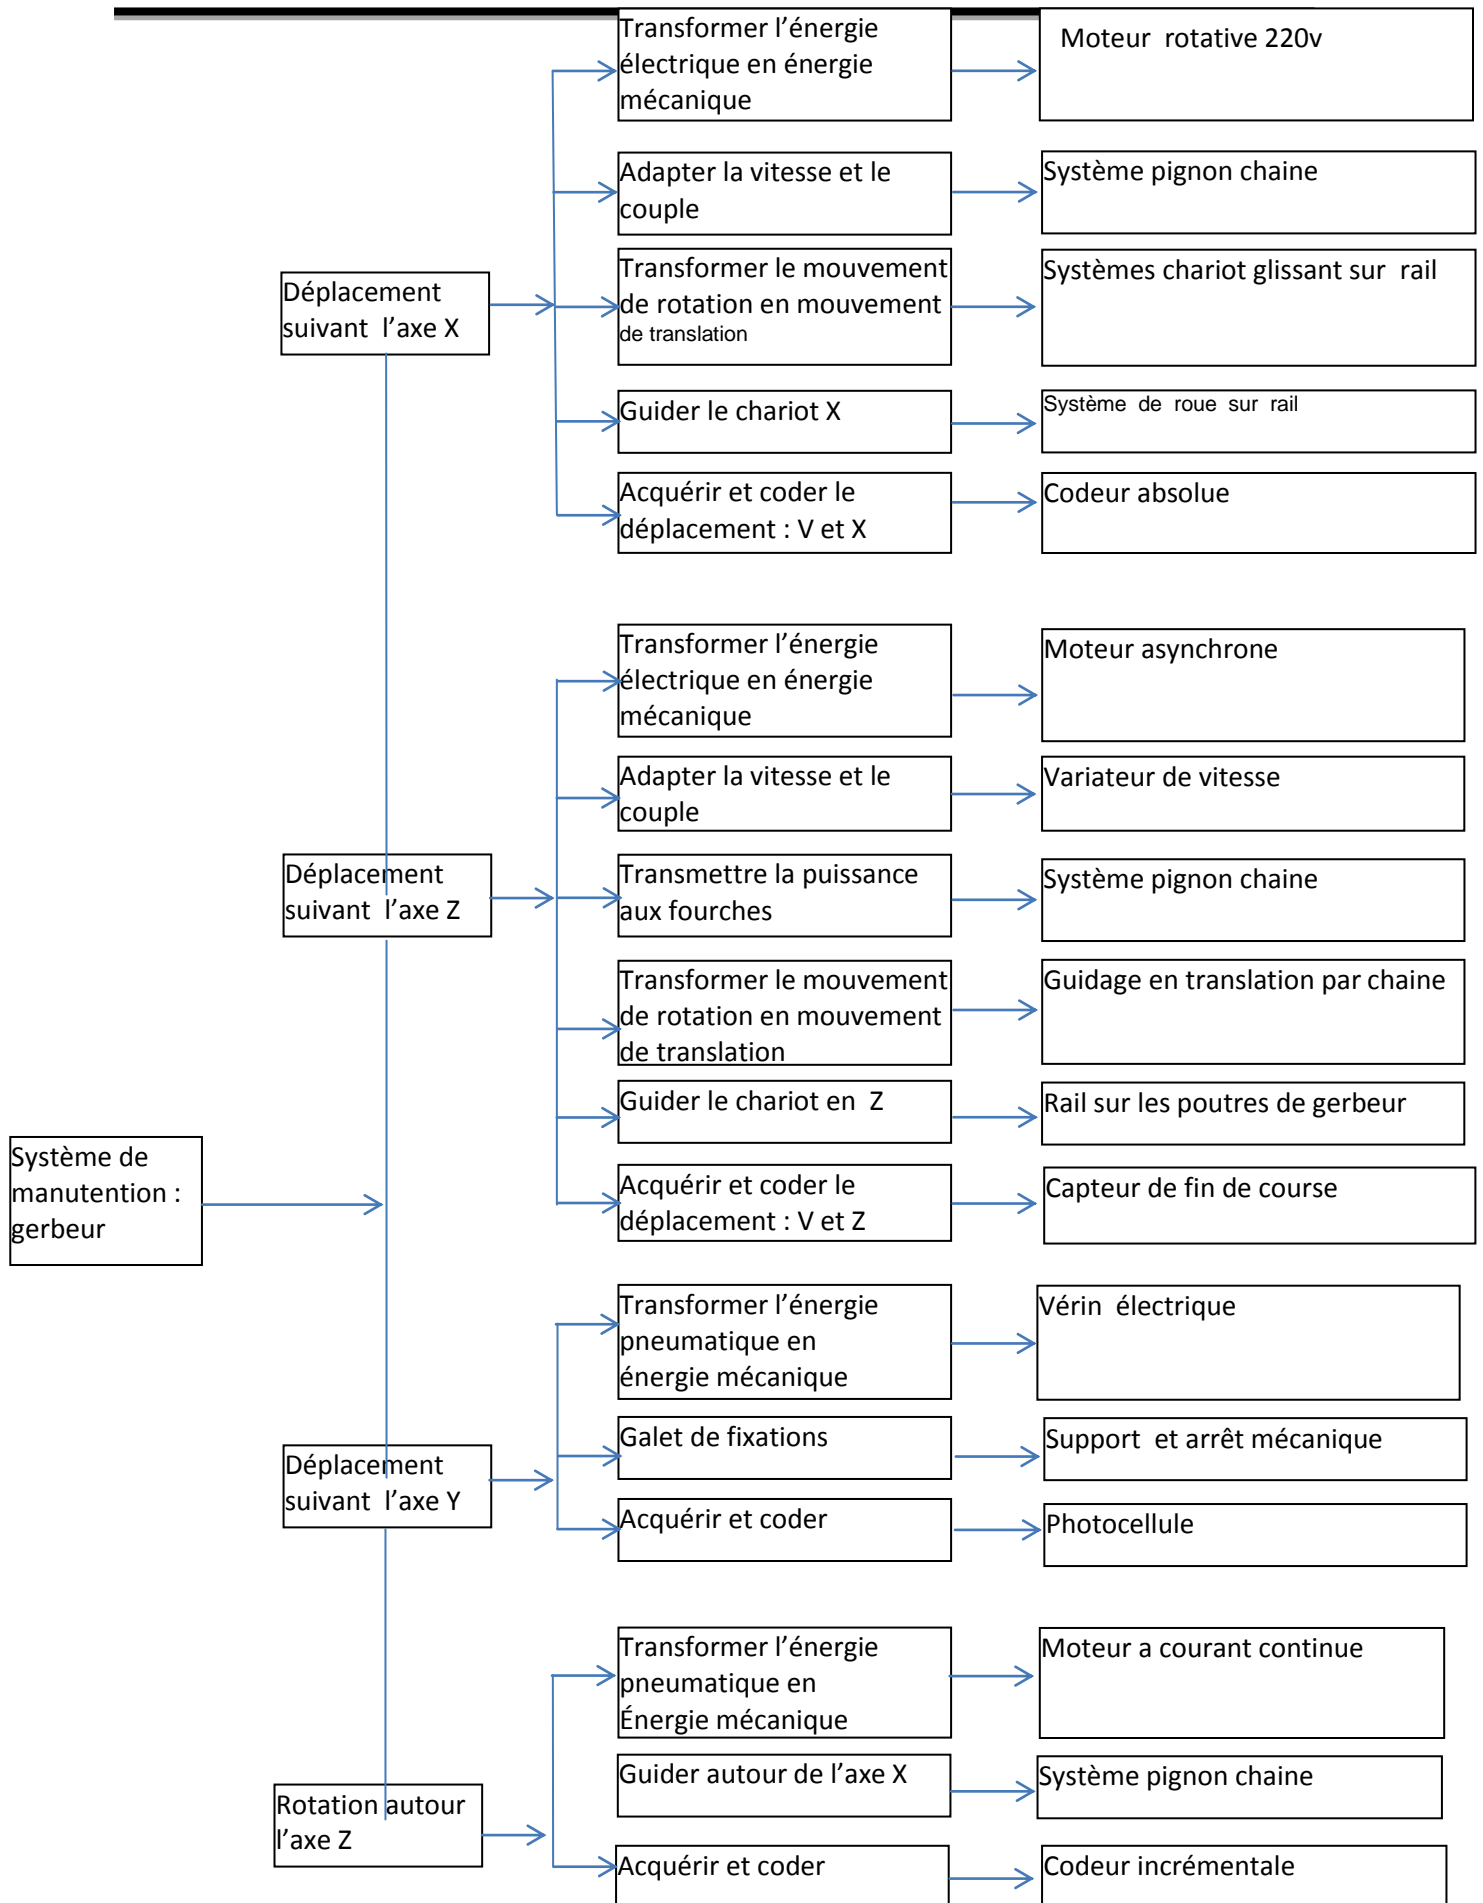 Transformer l’énergie
électrique en énergie
mécanique
Moteur rotative 220v
Adapter la vitesse et le
couple
Système pignon chaine
Déplacement
suivant l’axe X
Transformer le mouvement
de rotation en mouvement
de translation
Systèmes chariot glissant sur rail
Guider le chariot X
Système de roue sur rail
Acquérir et coder le
déplacement : V et X
Codeur absolue
Transformer l’énergie
électrique en énergie
mécanique
Moteur asynchrone
Adapter la vitesse et le
couple
Variateur de vitesse
Déplacement
suivant l’axe Z
Transmettre la puissance
aux fourches
Système pignon chaine
Transformer le mouvement
de rotation en mouvement
de translation
Guidage en translation par chaine
Guider le chariot en Z
Rail sur les poutres de gerbeur
Système de
manutention :
gerbeur
Acquérir et coder le
déplacement : V et Z
Capteur de fin de course
Transformer l’énergie
pneumatique en
énergie mécanique
Vérin électrique
Galet de fixations
Support et arrêt mécanique
Déplacement
suivant l’axe Y
Acquérir et coder
Photocellule
Transformer l’énergie
pneumatique en
Énergie mécanique
Moteur a courant continue
Guider autour de l’axe X
Système pignon chaine
Rotation autour
l’axe Z
Acquérir et coder
Codeur incrémentale